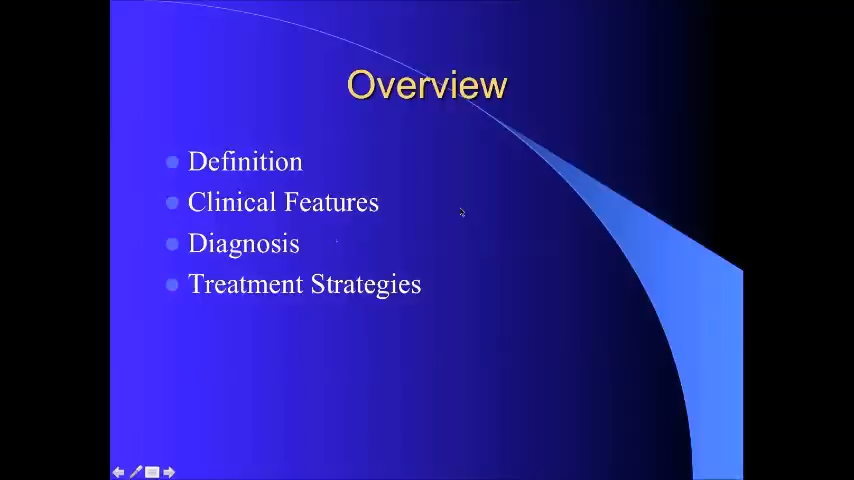 Overview
Definition
Clinical Features
Diagnosis
Treatment Strategies